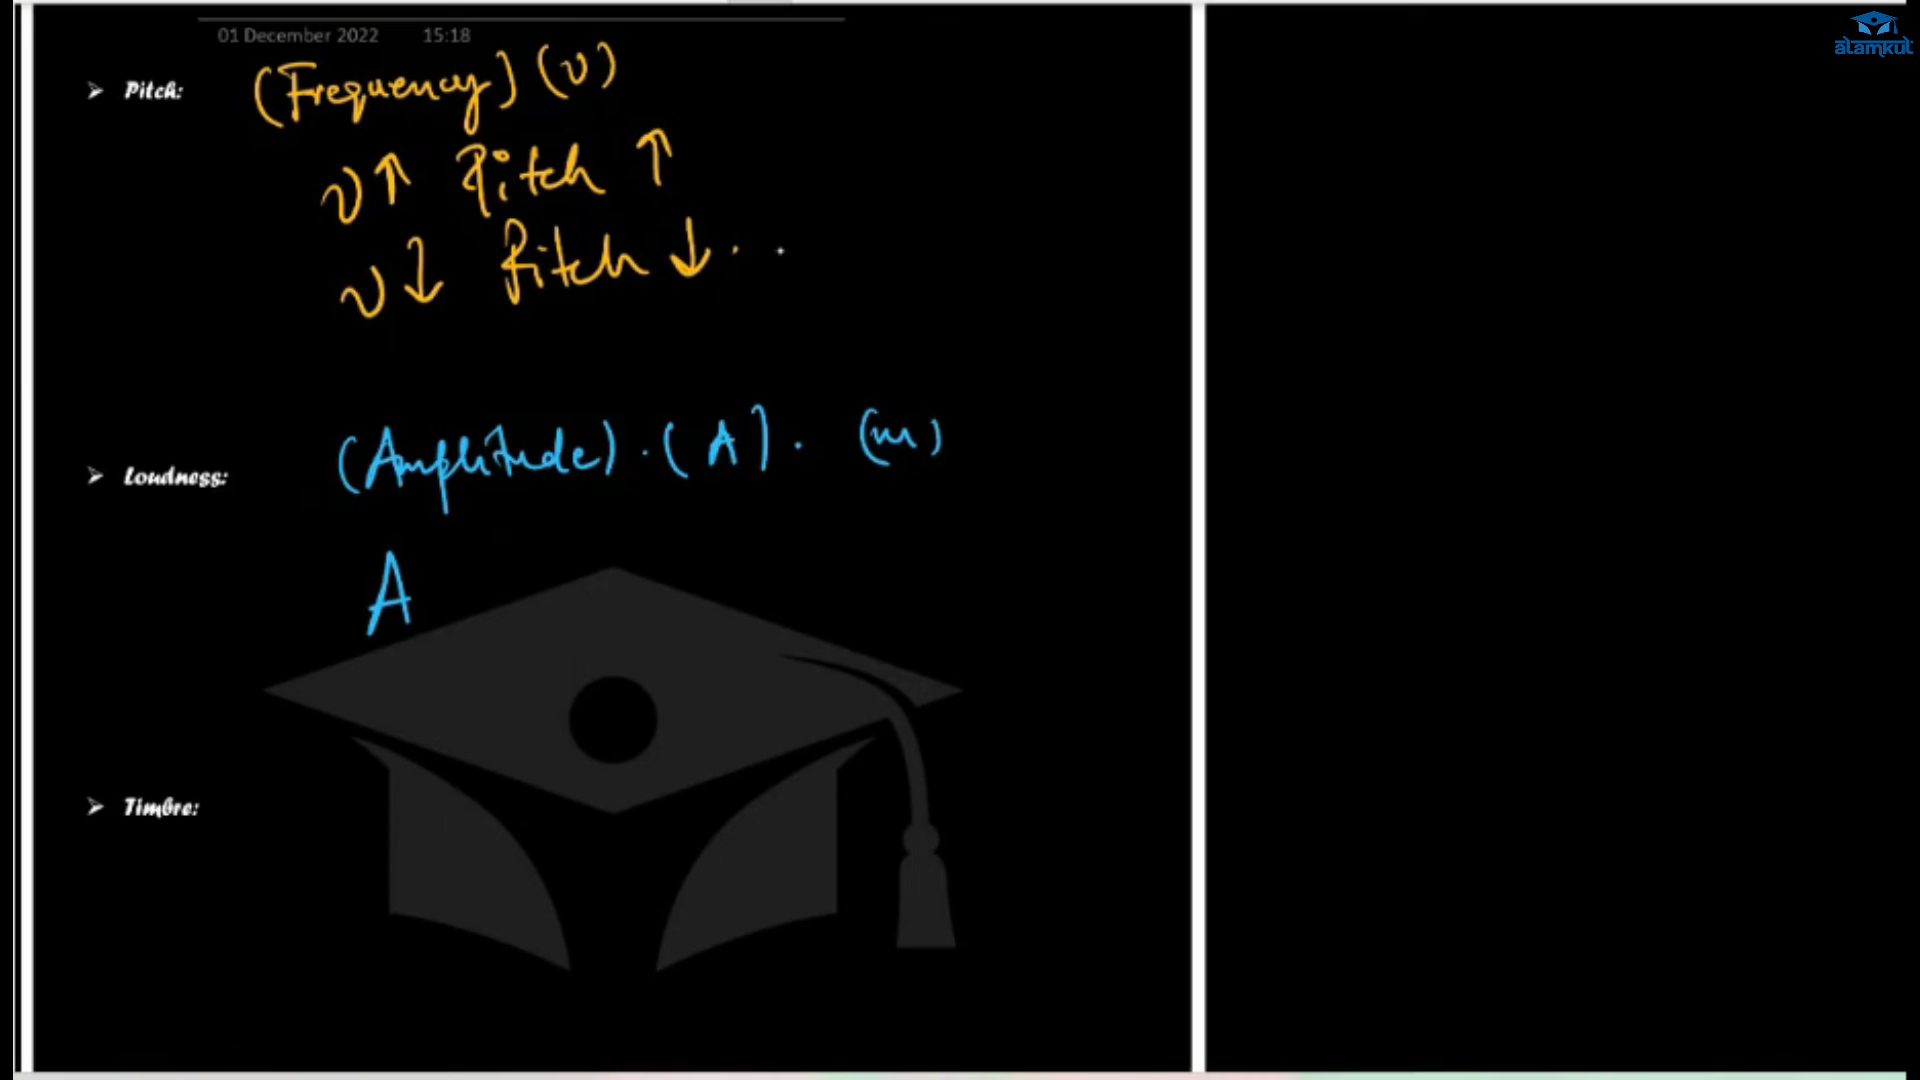 01 December 2022 15:18
alamkul
➤ Pitch: (Frequency) (ν)
ν↑ Pitch ↑
ν↓ Pitch ↓ .
➤ Loudness: (Amplitude) . (A) . (m)
A
➤ Timbre: